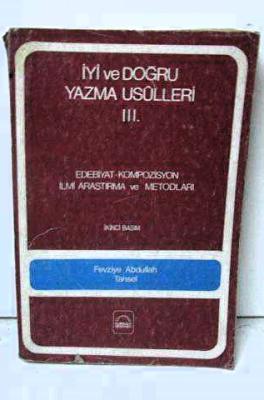 İYİ ve DOĞRU
YAZMA USÛLLERİ
III.
EDEBİYAT-KOMPOZİSYON
İLMİ ARAŞTIRMA ve METODLARI
İKİNCİ BASIM
Fevziye Abdullah
Tansel